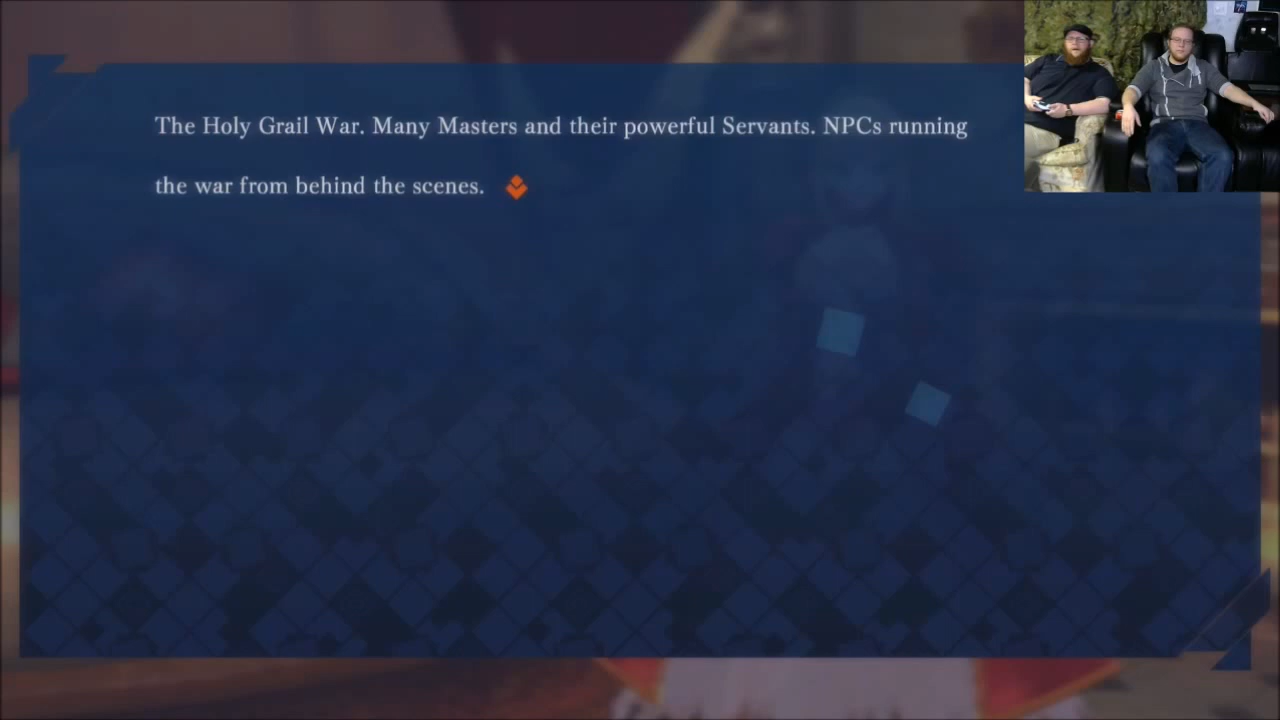 The Holy Grail War. Many Masters and their powerful Servants. NPCs running
the war from behind the scenes.